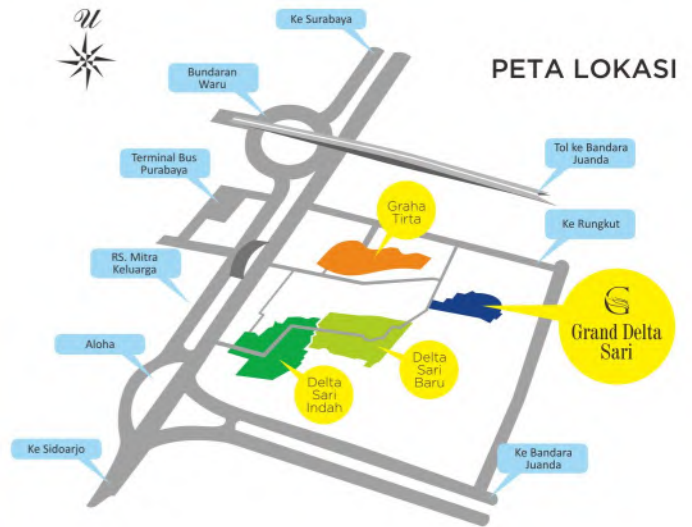 U
Ke Surabaya
PETA LOKASI
Bundaran
Waru
Terminal Bus
Purabaya
Tol ke Bandara
Juanda
Graha
Tirta
Ke Rungkut
RS. Mitra
Keluarga
G
Grand Delta
Sari
Aloha
Delta
Sari
Baru
Delta
Sari
Indah
Ke Sidoarjo
Ke Bandara
Juanda